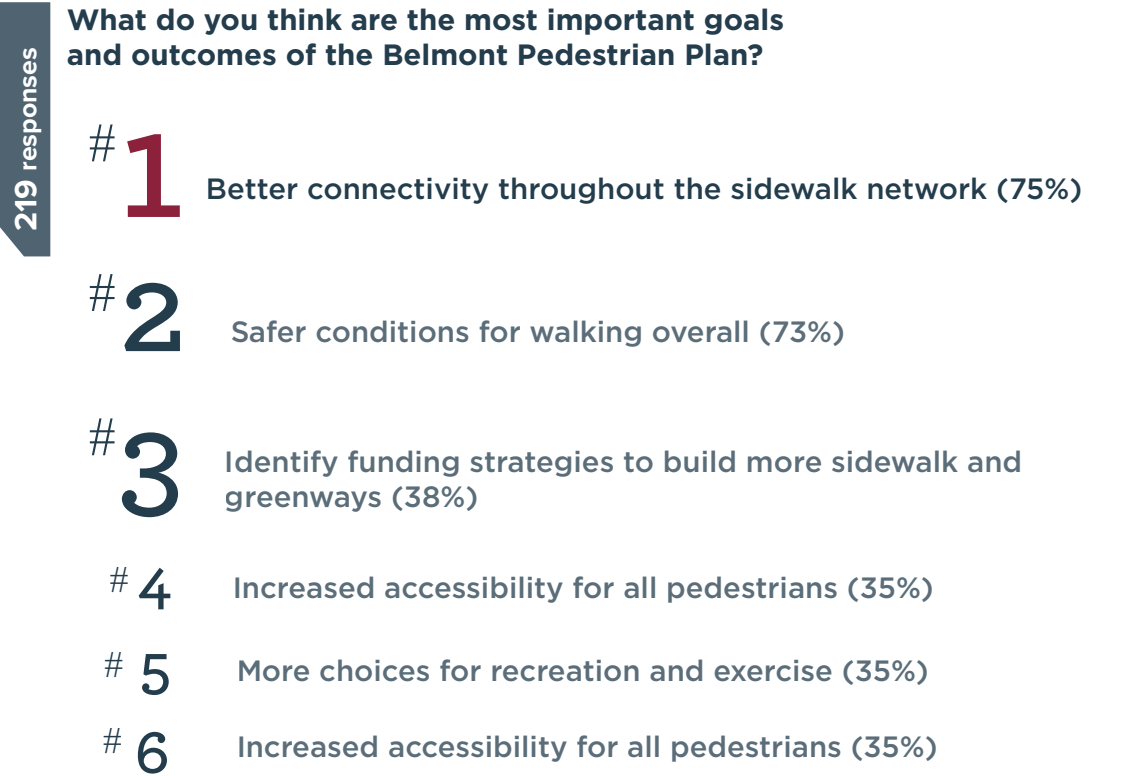 219 responses
What do you think are the most important goals
and outcomes of the Belmont Pedestrian Plan?
#1 Better connectivity throughout the sidewalk network (75%)
#2 Safer conditions for walking overall (73%)
#3 Identify funding strategies to build more sidewalk and
greenways (38%)
#4 Increased accessibility for all pedestrians (35%)
#5 More choices for recreation and exercise (35%)
#6 Increased accessibility for all pedestrians (35%)